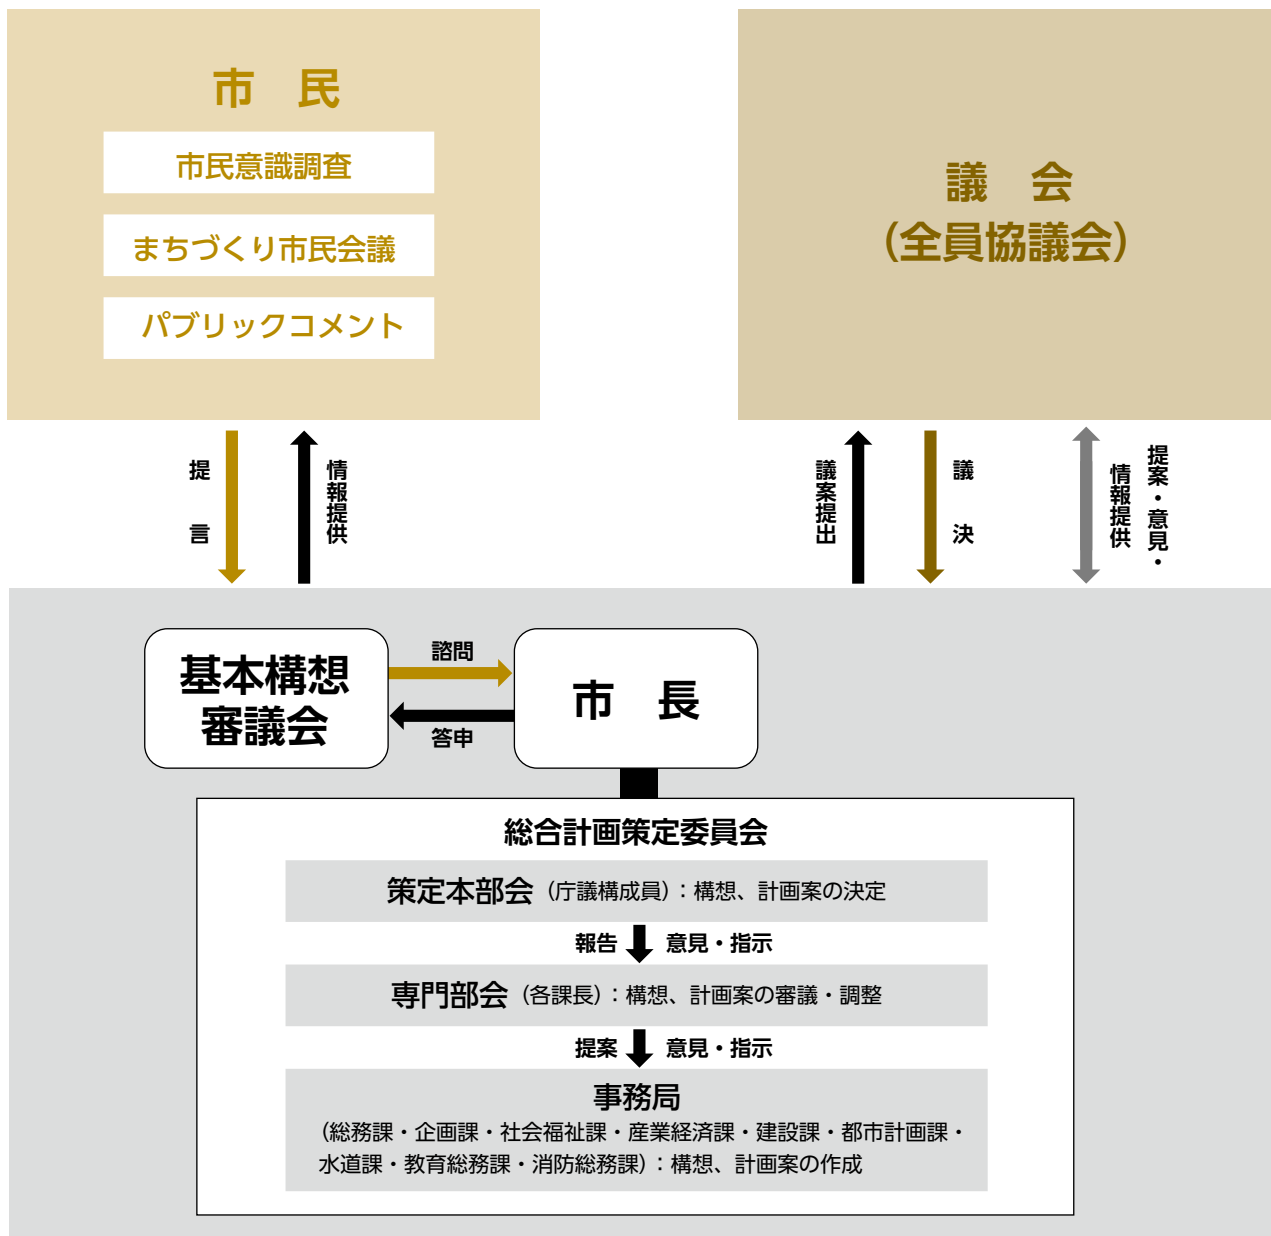 市　民
市民意識調査
まちづくり市民会議
パブリックコメント
議　会
（全員協議会）
提　言
情報提供
議案提出
議　決
提案・意見・
情報提供
基本構想
審議会
諮問
答申
市　長
総合計画策定委員会
策定本部会（庁議構成員）：構想、計画案の決定
報告　意見・指示
専門部会（各課長）：構想、計画案の審議・調整
提案　意見・指示
事務局
（総務課・企画課・社会福祉課・産業経済課・建設課・都市計画課・
水道課・教育総務課・消防総務課）：構想、計画案の作成